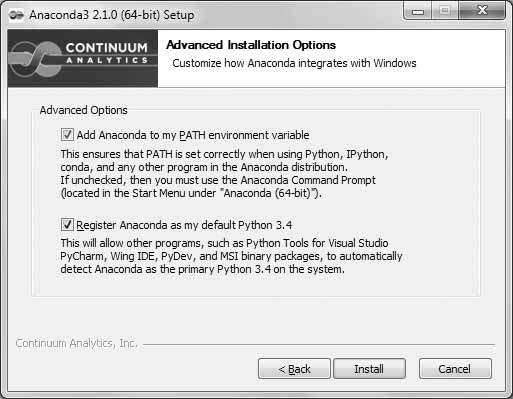 Anaconda3 2.1.0 (64-bit) Setup
CONTINUUM
ANALYTICS
Advanced Installation Options
Customize how Anaconda integrates with Windows
Advanced Options
Add Anaconda to my PATH environment variable
This ensures that PATH is set correctly when using Python, IPython,
conda, and any other program in the Anaconda distribution.
If unchecked, then you must use the Anaconda Command Prompt
(located in the Start Menu under "Anaconda (64-bit)").
Register Anaconda as my default Python 3.4
This will allow other programs, such as Python Tools for Visual Studio
PyCharm, Wing IDE, PyDev, and MSI binary packages, to automatically
detect Anaconda as the primary Python 3.4 on the system.
Continuum Analytics, Inc.
< Back Install Cancel